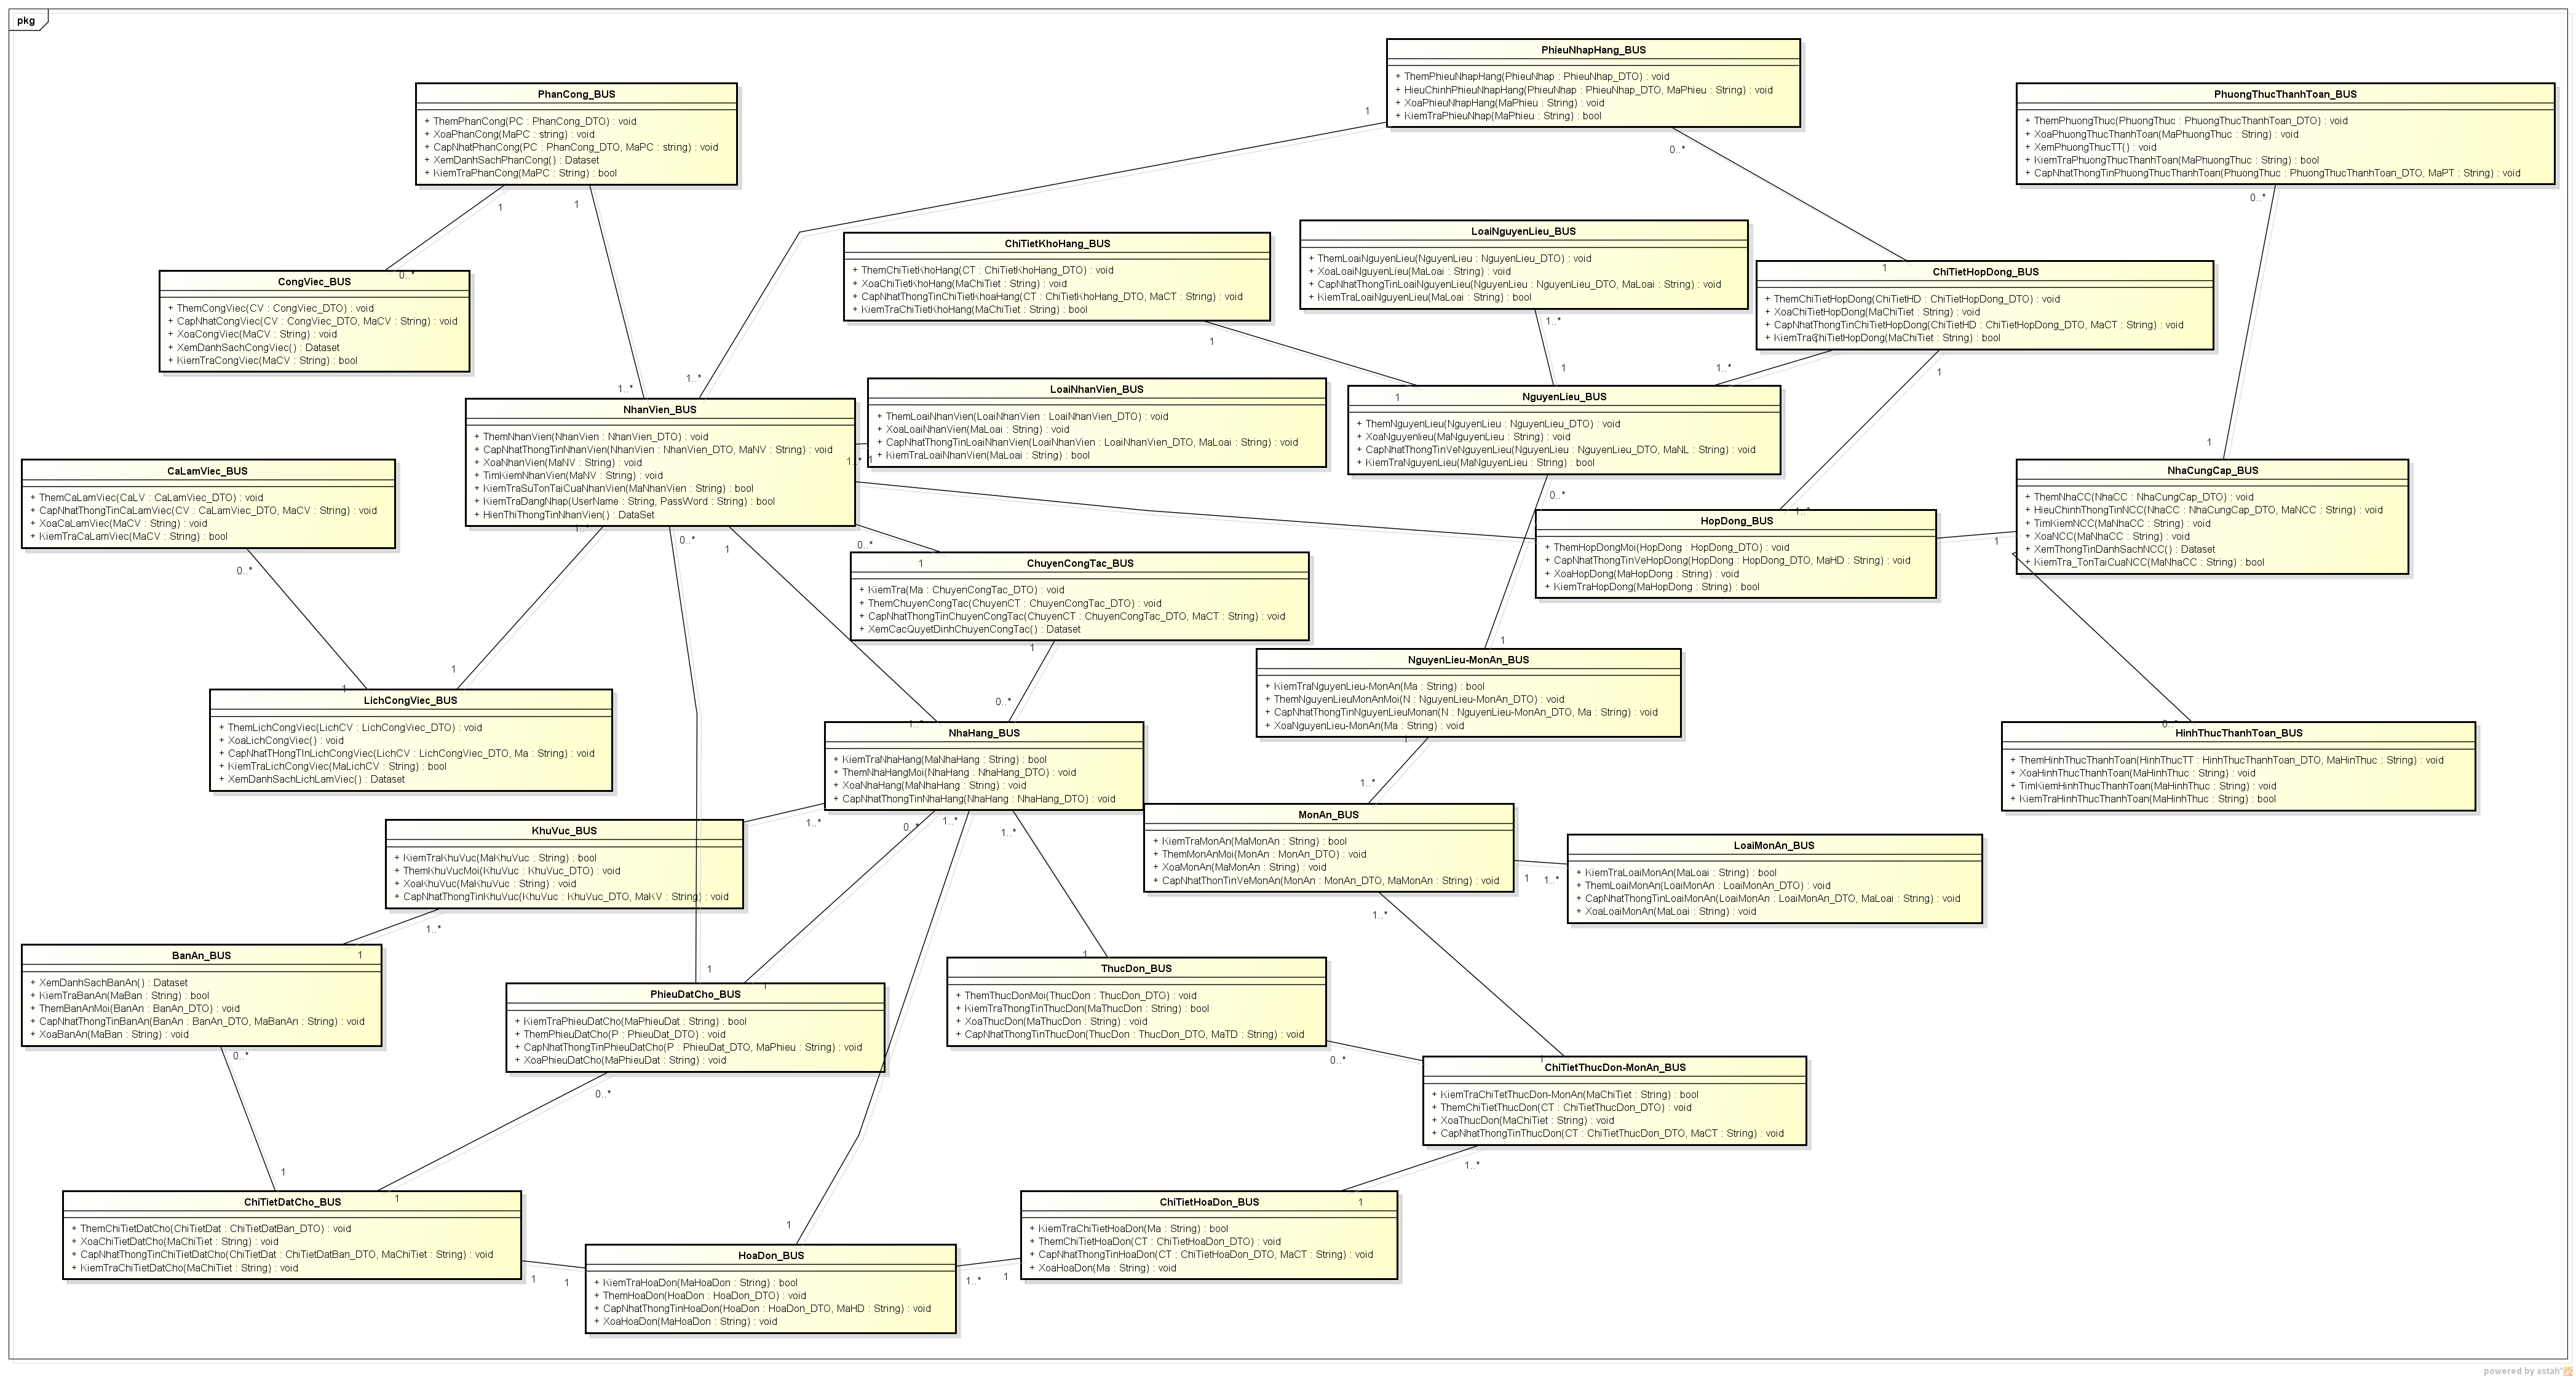 pkg
PhieuNhapHang_BUS
+ ThemPhieuNhapHang(PhieuNhap : PhieuNhap_DTO) : void
+ HieuChinhPhieuNhapHang(PhieuNhap : PhieuNhap_DTO, MaPhieu : String) : void
+ XoaPhieuNhapHang(MaPhieu : String) : void
+ KiemTraPhieuNhap(MaPhieu : String) : bool
1
0..*
PhanCong_BUS
+ ThemPhanCong(PC : PhanCong_DTO) : void
+ XoaPhanCong(MaPC : string) : void
+ CapNhatPhanCong(PC : PhanCong_DTO, MaPC : string) : void
+ XemDanhSachPhanCong() : Dataset
+ KiemTraPhanCong(MaPC : String) : bool
1
1
PhuongThucThanhToan_BUS
+ ThemPhuongThuc(PhuongThuc : PhuongThucThanhToan_DTO) : void
+ XoaPhuongThucThanhToan(MaPhuongThuc : String) : void
+ XemPhuongThucTT() : void
+ KiemTraPhuongThucThanhToan(MaPhuongThuc : String) : bool
+ CapNhatThongTinPhuongThucThanhToan(PhuongThuc : PhuongThucThanhToan_DTO, MaPT : String) : void
0..*
0..*
CongViec_BUS
+ ThemCongViec(CV : CongViec_DTO) : void
+ CapNhatCongViec(CV : CongViec_DTO, MaCV : String) : void
+ XoaCongViec(MaCV : String) : void
+ XemDanhSachCongViec() : Dataset
+ KiemTraCongViec(MaCV : String) : bool
ChiTietKhoHang_BUS
+ ThemChiTietKhoHang(CT : ChiTietKhoHang_DTO) : void
+ XoaChiTietKhoHang(MaChiTiet : String) : void
+ CapNhatThongTinChiTietKhoaHang(CT : ChiTietKhoHang_DTO, MaCT : String) : void
+ KiemTraChiTietKhoHang(MaChiTiet : String) : bool
1
LoaiNguyenLieu_BUS
+ ThemLoaiNguyenLieu(NguyenLieu : NguyenLieu_DTO) : void
+ XoaLoaiNguyenLieu(MaLoai : String) : void
+ CapNhatThongTinLoaiNguyenLieu(NguyenLieu : NguyenLieu_DTO, MaLoai : String) : void
+ KiemTraLoaiNguyenLieu(MaLoai : String) : bool
1..*
1
1
ChiTietHopDong_BUS
+ ThemChiTietHopDong(ChiTietHD : ChiTietHopDong_DTO) : void
+ XoaChiTietHopDong(MaChiTiet : String) : void
+ CapNhatThongTinChiTietHopDong(ChiTietHD : ChiTietHopDong_DTO, MaCT : String) : void
+ KiemTraChiTietHopDong(MaChiTiet : String) : bool
1..*
1
1..*
1..*
NhanVien_BUS
+ ThemNhanVien(NhanVien : NhanVien_DTO) : void
+ CapNhatThongTinNhanVien(NhanVien : NhanVien_DTO, MaNV : String) : void
+ XoaNhanVien(MaNV : String) : void
+ TimKiemNhanVien(MaNV : String) : void
+ KiemTraSuTonTaiCuaNhanVien(MaNhanVien : String) : bool
+ KiemTraDangNhap(UserName : String, PassWord : String) : bool
+ HienThiThongTinNhanVien() : DataSet
1..*
0..*
1
0..*
LoaiNhanVien_BUS
+ ThemLoaiNhanVien(LoaiNhanVien : LoaiNhanVien_DTO) : void
+ XoaLoaiNhanVien(MaLoai : String) : void
+ CapNhatThongTinLoaiNhanVien(LoaiNhanVien : LoaiNhanVien_DTO, MaLoai : String) : void
+ KiemTraLoaiNhanVien(MaLoai : String) : bool
1..*
1
1
NguyenLieu_BUS
+ ThemNguyenLieu(NguyenLieu : NguyenLieu_DTO) : void
+ XoaNguyenlieu(MaNguyenLieu : String) : void
+ CapNhatThongTinVeNguyenLieu(NguyenLieu : NguyenLieu_DTO, MaNL : String) : void
+ KiemTraNguyenLieu(MaNguyenLieu : String) : bool
0..*
CaLamViec_BUS
+ ThemCaLamViec(CaLV : CaLamViec_DTO) : void
+ CapNhatThongTinCaLamViec(CV : CaLamViec_DTO, MaCV : String) : void
+ XoaCaLamViec(MaCV : String) : void
+ KiemTraCaLamViec(MaCV : String) : bool
0..*
1
NhaCungCap_BUS
+ ThemNhaCC(NhaCC : NhaCungCap_DTO) : void
+ HieuChinhThongTinNCC(NhaCC : NhaCungCap_DTO, MaNCC : String) : void
+ TimKiemNCC(MaNhaCC : String) : void
+ XoaNCC(MaNhaCC : String) : void
+ XemThongTinDanhSachNCC() : Dataset
+ KiemTra_TonTaiCuaNCC(MaNhaCC : String) : bool
1
1..*
HopDong_BUS
+ ThemHopDongMoi(HopDong : HopDong_DTO) : void
+ CapNhatThongTinVeHopDong(HopDong : HopDong_DTO, MaHD : String) : void
+ XoaHopDong(MaHopDong : String) : void
+ KiemTraHopDong(MaHopDong : String) : bool
1
ChuyenCongTac_BUS
+ KiemTra(Ma : ChuyenCongTac_DTO) : void
+ ThemChuyenCongTac(ChuyenCT : ChuyenCongTac_DTO) : void
+ CapNhatThongTinChuyenCongTac(ChuyenCT : ChuyenCongTac_DTO, MaCT : String) : void
+ XemCacQuyetDinhChuyenCongTac() : Dataset
1
0..*
1
NguyenLieu-MonAn_BUS
+ KiemTraNguyenLieu-MonAn(Ma : String) : bool
+ ThemNguyenLieuMonAnMoi(N : NguyenLieu-MonAn_DTO) : void
+ CapNhatThongTinNguyenLieuMonan(N : NguyenLieu-MonAn_DTO, Ma : String) : void
+ XoaNguyenLieu-MonAn(Ma : String) : void
1
1..*
1
1
LichCongViec_BUS
+ ThemLichCongViec(LichCV : LichCongViec_DTO) : void
+ XoaLichCongViec() : void
+ CapNhatTHongTInLichCongViec(LichCV : LichCongViec_DTO, Ma : String) : void
+ KiemTraLichCongViec(MaLichCV : String) : bool
+ XemDanhSachLichLamViec() : Dataset
1..*
NhaHang_BUS
+ KiemTraNhaHang(MaNhaHang : String) : bool
+ ThemNhaHangMoi(NhaHang : NhaHang_DTO) : void
+ XoaNhaHang(MaNhaHang : String) : void
+ CapNhatThongTinNhaHang(NhaHang : NhaHang_DTO) : void
1..*
0..*
1..*
1..*
0..*
HinhThucThanhToan_BUS
+ ThemHinhThucThanhToan(HinhThucTT : HinhThucThanhToan_DTO, MaHinThuc : String) : void
+ XoaHinhThucThanhToan(MaHinhThuc : String) : void
+ TimKiemHinhThucThanhToan(MaHinhThuc : String) : void
+ KiemTraHinhThucThanhToan(MaHinhThuc : String) : bool
MonAn_BUS
+ KiemTraMonAn(MaMonAn : String) : bool
+ ThemMonAnMoi(MonAn : MonAn_DTO) : void
+ XoaMonAn(MaMonAn : String) : void
+ CapNhatThonTinVeMonAn(MonAn : MonAn_DTO, MaMonAn : String) : void
1
1..*
1..*
KhuVuc_BUS
+ KiemTraKhuVuc(MaKhuVuc : String) : bool
+ ThemKhuVucMoi(KhuVuc : KhuVuc_DTO) : void
+ XoaKhuVuc(MaKhuVuc : String) : void
+ CapNhatThongTinKhuVuc(KhuVuc : KhuVuc_DTO, MaKV : String) : void
1..*
LoaiMonAn_BUS
+ KiemTraLoaiMonAn(MaLoai : String) : bool
+ ThemLoaiMonAn(LoaiMonAn : LoaiMonAn_DTO) : void
+ CapNhatThongTinLoaiMonAn(LoaiMonAn : LoaiMonAn_DTO, MaLoai : String) : void
+ XoaLoaiMonAn(MaLoai : String) : void
1
BanAn_BUS
+ XemDanhSachBanAn() : Dataset
+ KiemTraBanAn(MaBan : String) : bool
+ ThemBanAnMoi(BanAn : BanAn_DTO) : void
+ CapNhatThongTinBanAn(BanAn : BanAn_DTO, MaBanAn : String) : void
+ XoaBanAn(MaBan : String) : void
0..*
1
1
PhieuDatCho_BUS
+ KiemTraPhieuDatCho(MaPhieuDat : String) : bool
+ ThemPhieuDatCho(P : PhieuDat_DTO) : void
+ CapNhatThongTinPhieuDatCho(P : PhieuDat_DTO, MaPhieu : String) : void
+ XoaPhieuDatCho(MaPhieuDat : String) : void
0..*
1
ThucDon_BUS
+ ThemThucDonMoi(ThucDon : ThucDon_DTO) : void
+ KiemTraThongTinThucDon(MaThucDon : String) : bool
+ XoaThucDon(MaThucDon : String) : void
+ CapNhatThongTinThucDon(ThucDon : ThucDon_DTO, MaTD : String) : void
0..*
1
ChiTietThucDon-MonAn_BUS
+ KiemTraChiTetThucDon-MonAn(MaChiTiet : String) : bool
+ ThemChiTietThucDon(CT : ChiTietThucDon_DTO) : void
+ XoaThucDon(MaChiTiet : String) : void
+ CapNhatThongTinThucDon(CT : ChiTietThucDon_DTO, MaCT : String) : void
1..*
1
1
ChiTietDatCho_BUS
+ ThemChiTietDatCho(ChiTietDat : ChiTietDatBan_DTO) : void
+ XoaChiTietDatCho(MaChiTiet : String) : void
+ CapNhatThongTinChiTietDatCho(ChiTietDat : ChiTietDatBan_DTO, MaChiTiet : String) : void
+ KiemTraChiTietDatCho(MaChiTiet : String) : void
1
1
1
HoaDon_BUS
+ KiemTraHoaDon(MaHoaDon : String) : bool
+ ThemHoaDon(HoaDon : HoaDon_DTO) : void
+ CapNhatThongTinHoaDon(HoaDon : HoaDon_DTO, MaHD : String) : void
+ XoaHoaDon(MaHoaDon : String) : void
1..*
1
1
ChiTietHoaDon_BUS
+ KiemTraChiTietHoaDon(Ma : String) : bool
+ ThemChiTietHoaDon(CT : ChiTietHoaDon_DTO) : void
+ CapNhatThongTinHoaDon(CT : ChiTietHoaDon_DTO, MaCT : String) : void
+ XoaHoaDon(Ma : String) : void
powered by astah*